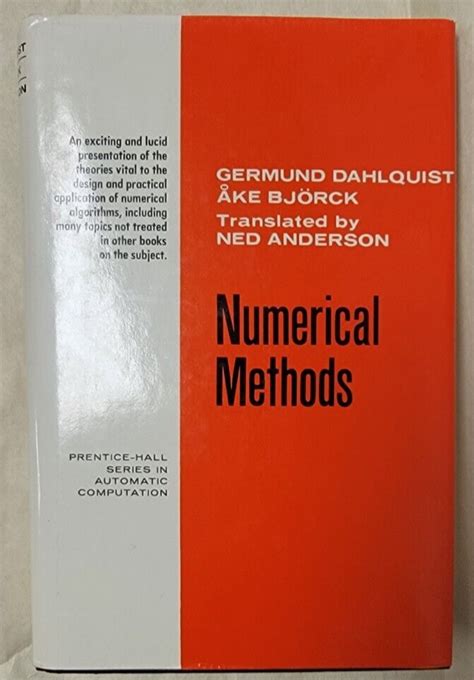 An exciting and lucid
presentation of the
theories vital to the
design and practical
application of numerical
algorithms, including
many topics not treated
in other books
on the subject.
GERMUND DAHLQUIST
ÅKE BJÖRCK
Translated by
NED ANDERSON
Numerical
Methods
PRENTICE-HALL
SERIES IN
AUTOMATIC
COMPUTATION